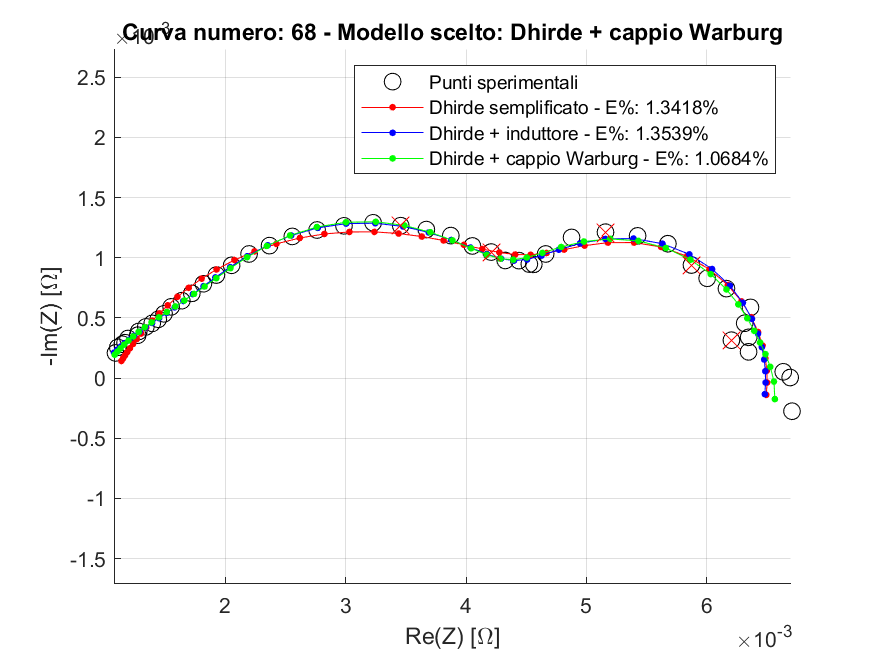 Curva numero: 68 - Modello scelto: Dhirde + cappio Warburg
×10⁻³
Punti sperimentali
Dhirde semplificato - E%: 1.3418%
Dhirde + induttore - E%: 1.3539%
Dhirde + cappio Warburg - E%: 1.0684%
2.5
2
1.5
1
0.5
0
-0.5
-1
-1.5
-Im(Z) [Ω]
2 3 4 5 6
Re(Z) [Ω]
×10⁻³